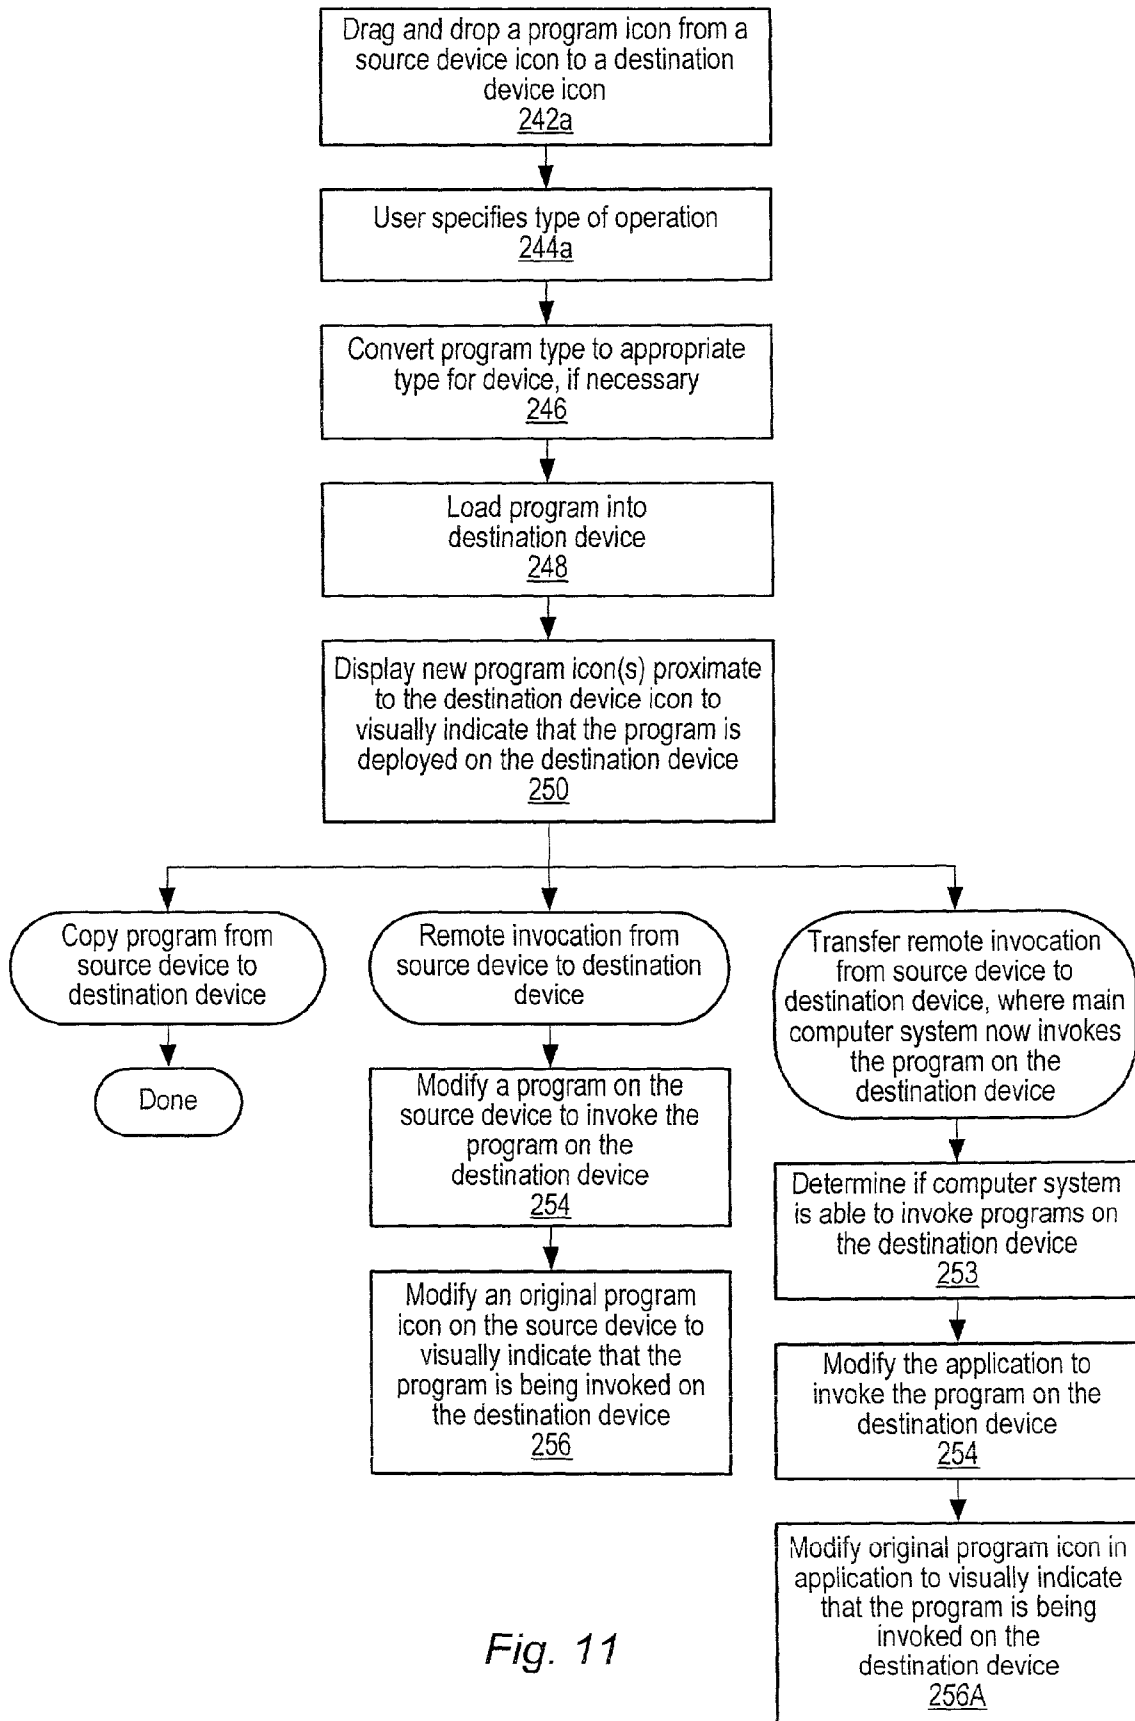 Drag and drop a program icon from a
source device icon to a destination
device icon
242a
User specifies type of operation
244a
Convert program type to appropriate
type for device, if necessary
246
Load program into
destination device
248
Display new program icon(s) proximate
to the destination device icon to
visually indicate that the program is
deployed on the destination device
250
Copy program from
source device to
destination device
Done
Remote invocation from
source device to destination
device
Modify a program on the
source device to invoke the
program on the
destination device
254
Modify an original program
icon on the source device to
visually indicate that the
program is being invoked on
the destination device
256
Transfer remote invocation
from source device to
destination device, where main
computer system now invokes
the program on the
destination device
Determine if computer system
is able to invoke programs on
the destination device
253
Modify the application to
invoke the program on the
destination device
254
Modify original program icon in
application to visually indicate
that the program is being
invoked on the
destination device
256A
Fig. 11